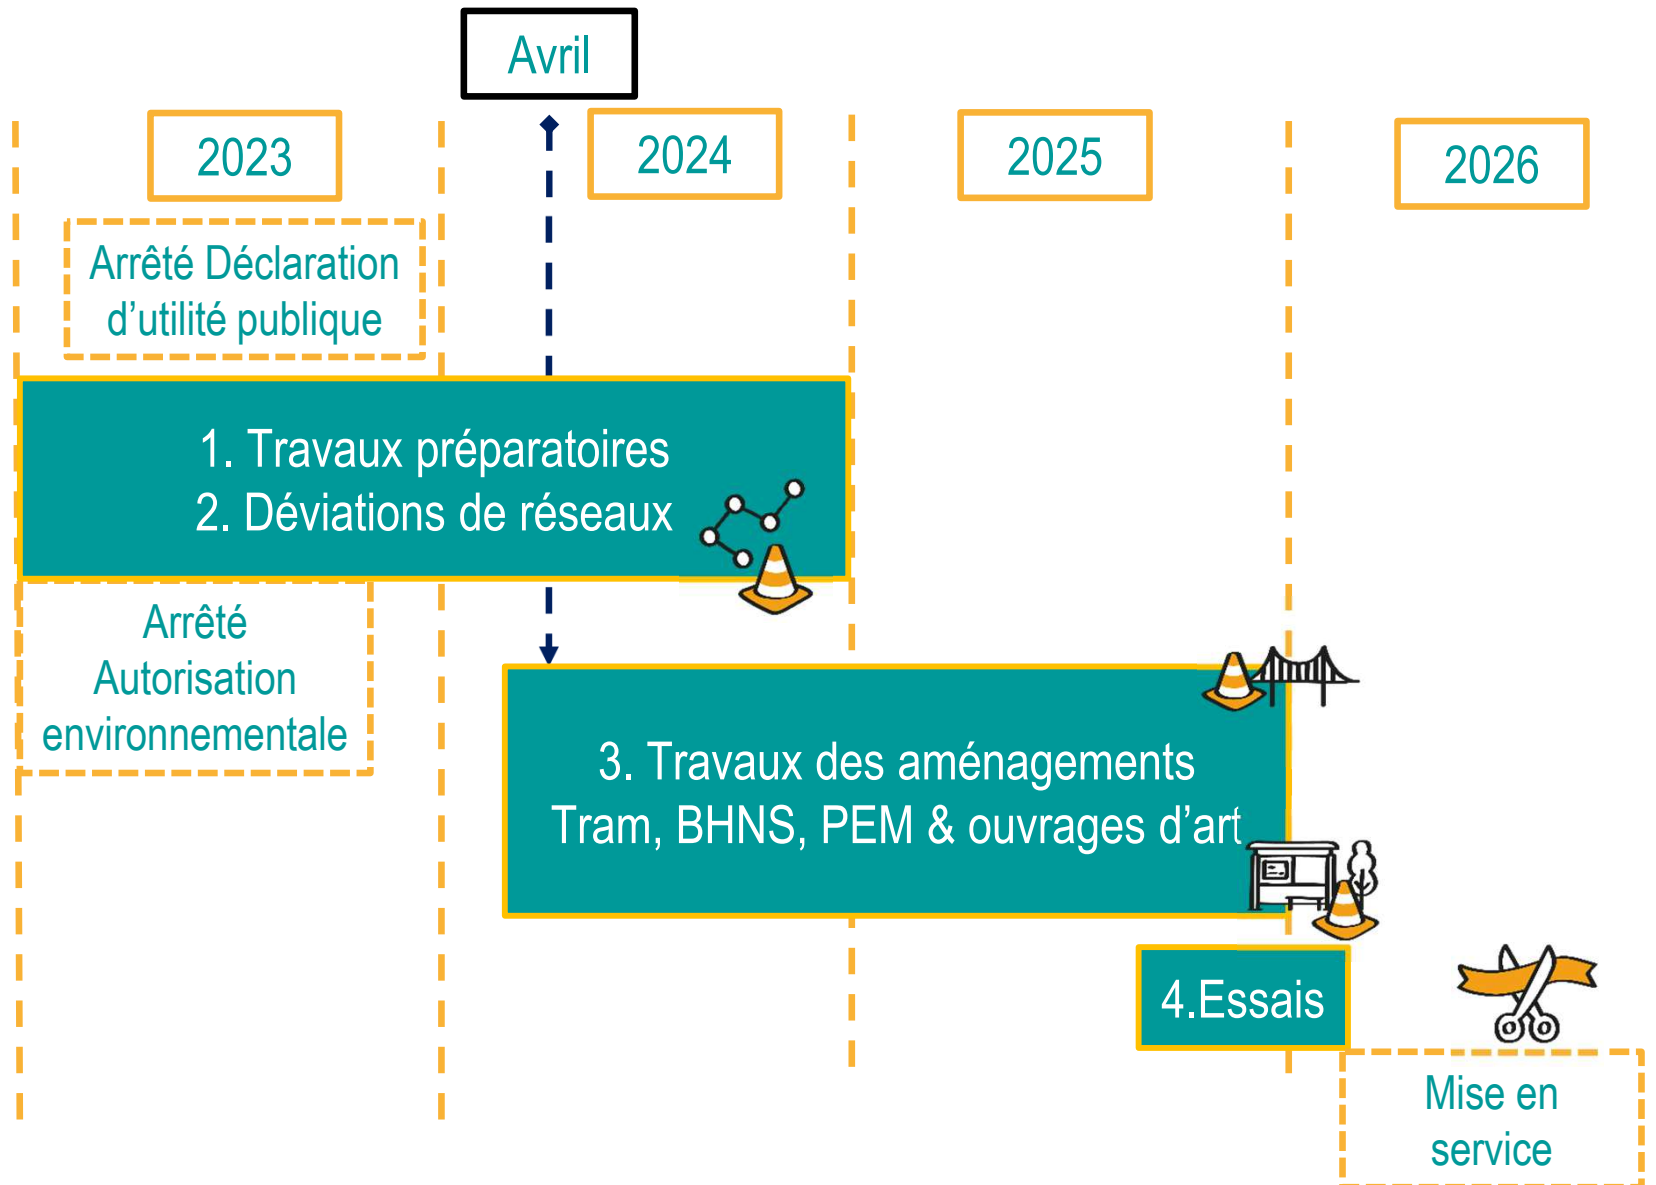 Avril
2023
2024
2025
2026
Arrêté Déclaration
d’utilité publique
1. Travaux préparatoires
2. Déviations de réseaux
Arrêté
Autorisation
environnementale
3. Travaux des aménagements
Tram, BHNS, PEM & ouvrages d’art
4.Essais
Mise en
service